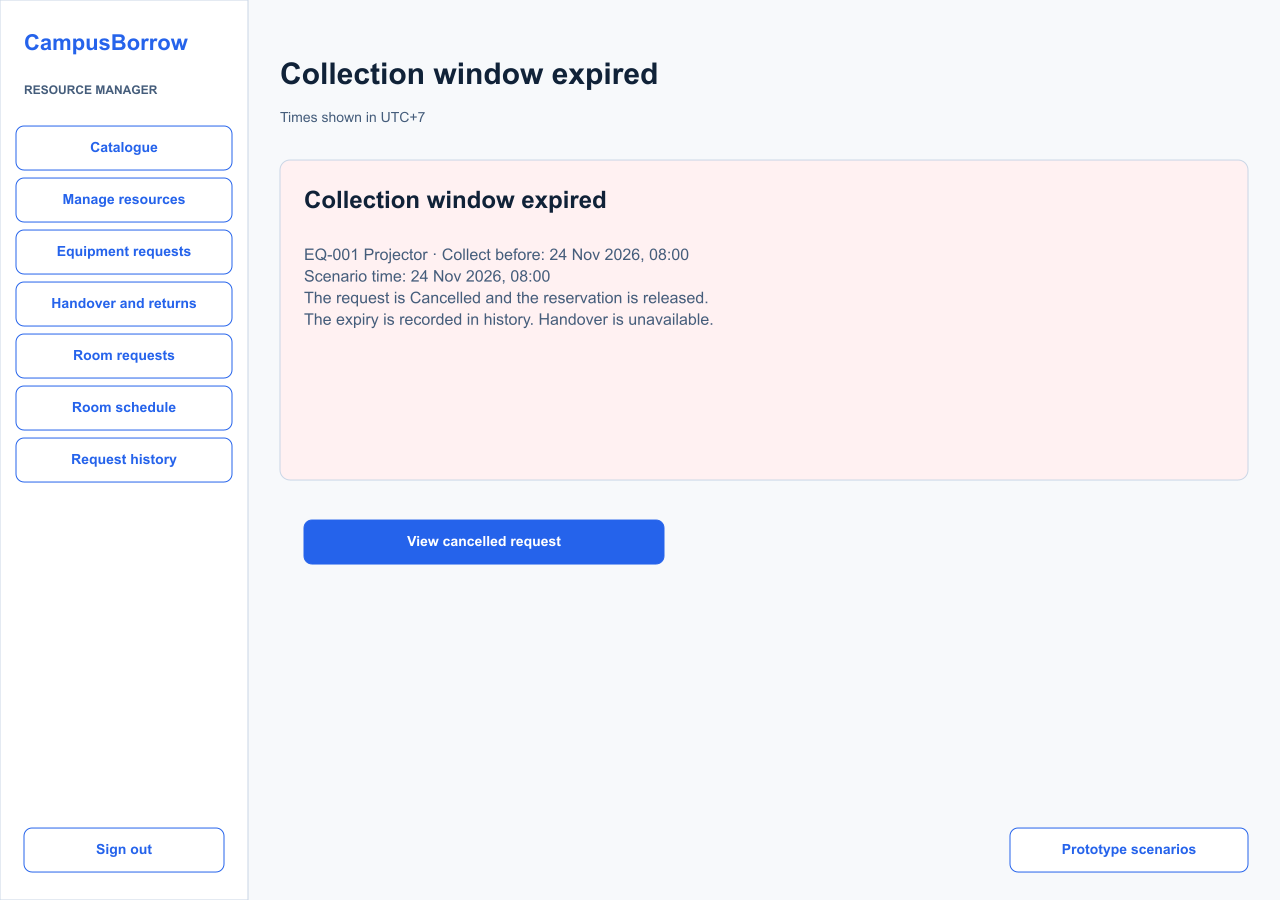 CampusBorrow
RESOURCE MANAGER
Catalogue
Manage resources
Equipment requests
Handover and returns
Room requests
Room schedule
Request history
Sign out
Collection window expired
Times shown in UTC+7
Collection window expired
EQ-001 Projector · Collect before: 24 Nov 2026, 08:00
Scenario time: 24 Nov 2026, 08:00
The request is Cancelled and the reservation is released.
The expiry is recorded in history. Handover is unavailable.
View cancelled request
Prototype scenarios